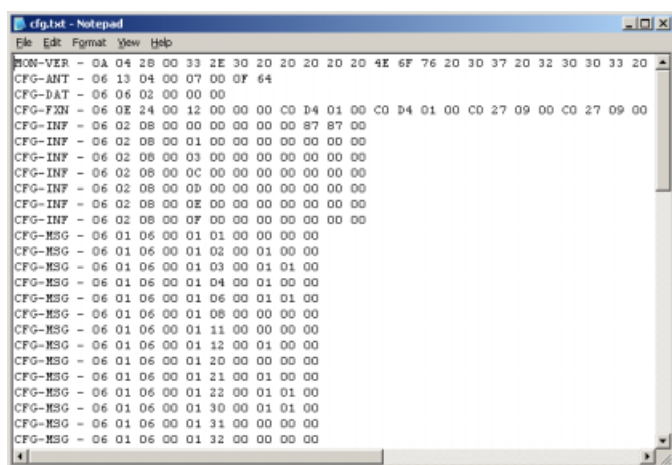 cfg.txt - Notepad
File Edit Format View Help
MON-VER - 0A 04 28 00 33 2E 30 20 20 20 20 20 4E 6F 76 20 30 37 20 32 30 30 33 20
CFG-ANT - 06 13 04 00 07 00 0F 64
CFG-DAT - 06 06 02 00 00 00
CFG-FXN - 06 0E 24 00 12 00 00 00 C0 D4 01 00 C0 D4 01 00 C0 27 09 00 C0 27 09 00
CFG-INF - 06 02 08 00 00 00 00 00 00 87 87 00
CFG-INF - 06 02 08 00 01 00 00 00 00 00 00 00
CFG-INF - 06 02 08 00 03 00 00 00 00 00 00 00
CFG-INF - 06 02 08 00 0C 00 00 00 00 00 00 00
CFG-INF - 06 02 08 00 0D 00 00 00 00 00 00 00
CFG-INF - 06 02 08 00 0E 00 00 00 00 00 00 00
CFG-INF - 06 02 08 00 0F 00 00 00 00 00 00 00
CFG-MSG - 06 01 06 00 01 01 00 00 00 00
CFG-MSG - 06 01 06 00 01 02 00 01 00 00
CFG-MSG - 06 01 06 00 01 03 00 01 01 00
CFG-MSG - 06 01 06 00 01 04 00 01 00 00
CFG-MSG - 06 01 06 00 01 06 00 01 01 00
CFG-MSG - 06 01 06 00 01 08 00 00 00 00
CFG-MSG - 06 01 06 00 01 11 00 00 00 00
CFG-MSG - 06 01 06 00 01 12 00 01 00 00
CFG-MSG - 06 01 06 00 01 20 00 00 00 00
CFG-MSG - 06 01 06 00 01 21 00 01 00 00
CFG-MSG - 06 01 06 00 01 22 00 01 01 00
CFG-MSG - 06 01 06 00 01 30 00 01 01 00
CFG-MSG - 06 01 06 00 01 31 00 00 00 00
CFG-MSG - 06 01 06 00 01 32 00 00 00 00